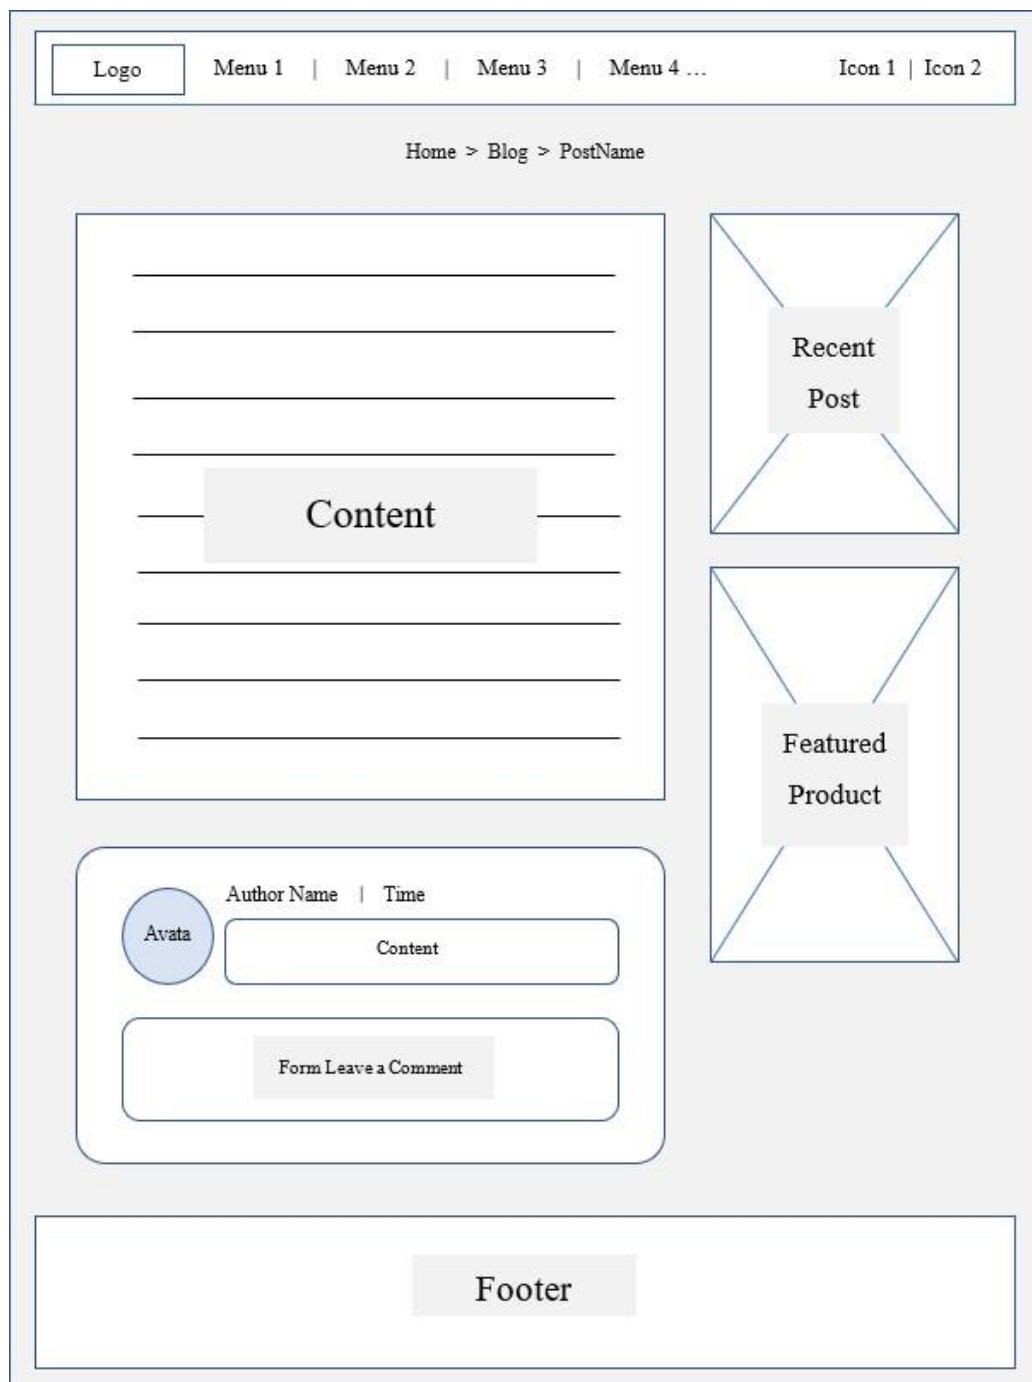 Logo Menu 1 | Menu 2 | Menu 3 | Menu 4 ... Icon 1 | Icon 2
Home > Blog > PostName
Content
Recent
Post
Featured
Product
Author Name | Time
Avata
Content
Form Leave a Comment
Footer